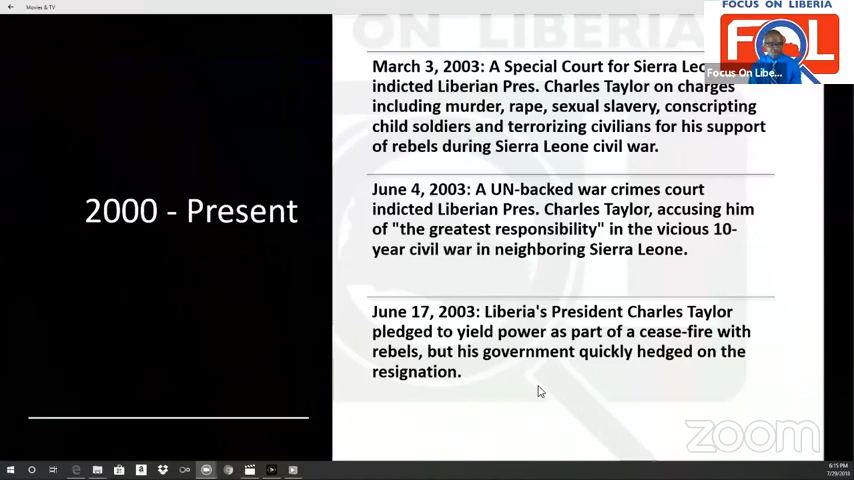 Movies & TV
FOCUS ON LIBERIA
FOL
Focus On Libe...
ON LIBERIA
2000 - Present
March 3, 2003: A Special Court for Sierra
indicted Liberian Pres. Charles Taylor on charges
including murder, rape, sexual slavery, conscripting
child soldiers and terrorizing civilians for his support
of rebels during Sierra Leone civil war.
June 4, 2003: A UN-backed war crimes court
indicted Liberian Pres. Charles Taylor, accusing him
of "the greatest responsibility" in the vicious 10-
year civil war in neighboring Sierra Leone.
June 17, 2003: Liberia's President Charles Taylor
pledged to yield power as part of a cease-fire with
rebels, but his government quickly hedged on the
resignation.
zoom
6:15 PM
7/29/2018